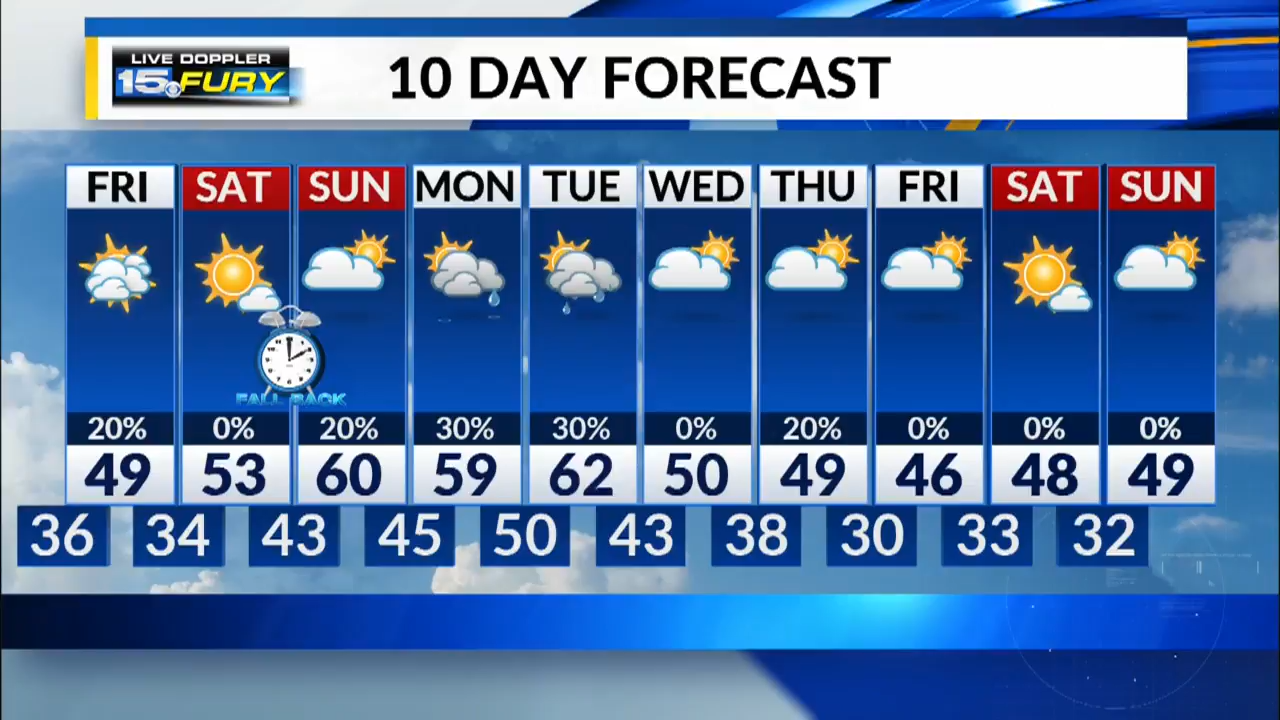 LIVE DOPPLER
15 FURY
10 DAY FORECAST
FRI SAT SUN MON TUE WED THU FRI SAT SUN
FALL BACK
20% 0% 20% 30% 30% 0% 20% 0% 0% 0%
49 53 60 59 62 50 49 46 48 49
36 34 43 45 50 43 38 30 33 32